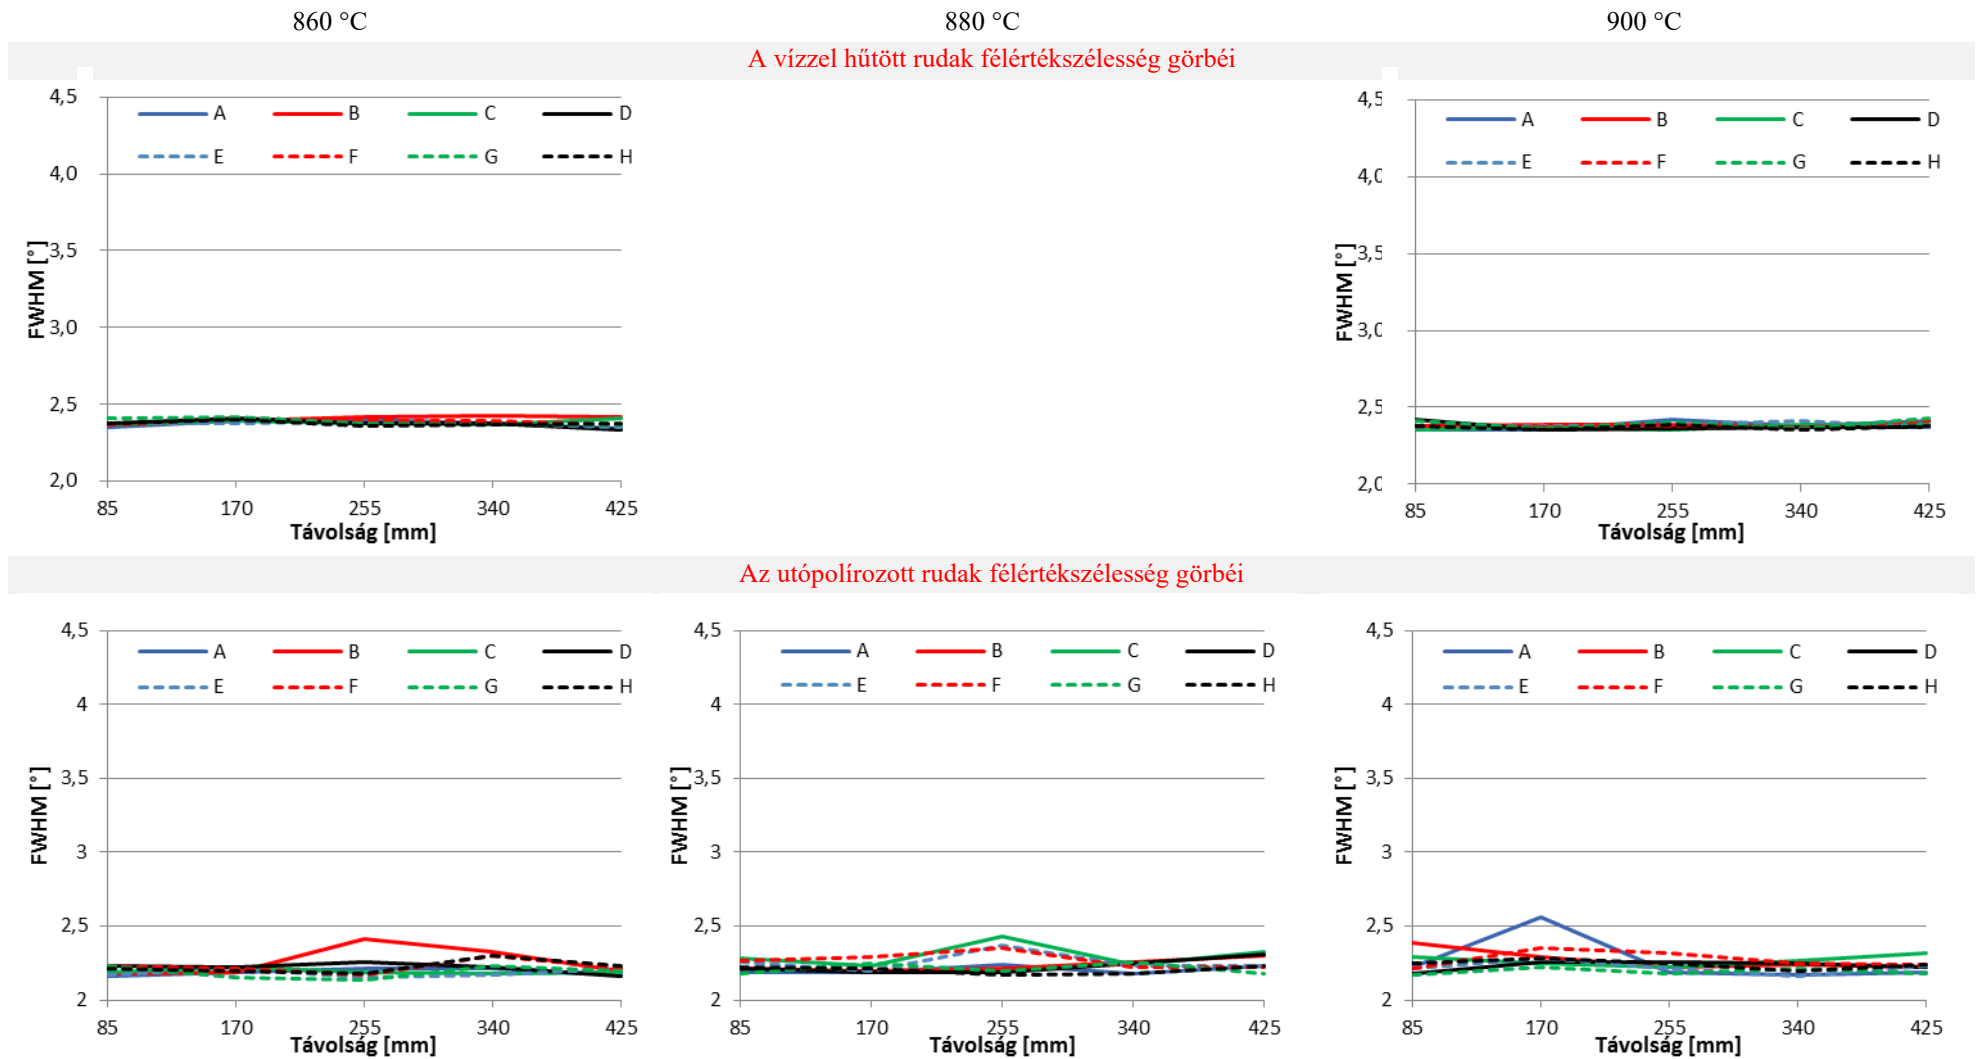 860 °C 880 °C 900 °C
A vízzel hűtött rudak félértékszélesség görbéi
4,5
4,0
3,5
3,0
2,5
2,0
FWHM [°]
A B C D
E F G H
85 170 255 340 425
Távolság [mm]
4,5
4,0
3,5
3,0
2,5
2,0
FWHM [°]
A B C D
E F G H
85 170 255 340 425
Távolság [mm]
Az utópolírozott rudak félértékszélesség görbéi
4,5
4
3,5
3
2,5
2
FWHM [°]
A B C D
E F G H
85 170 255 340 425
Távolság [mm]
4,5
4
3,5
3
2,5
2
FWHM [°]
A B C D
E F G H
85 170 255 340 425
Távolság [mm]
4,5
4
3,5
3
2,5
2
FWHM [°]
A B C D
E F G H
85 170 255 340 425
Távolság [mm]